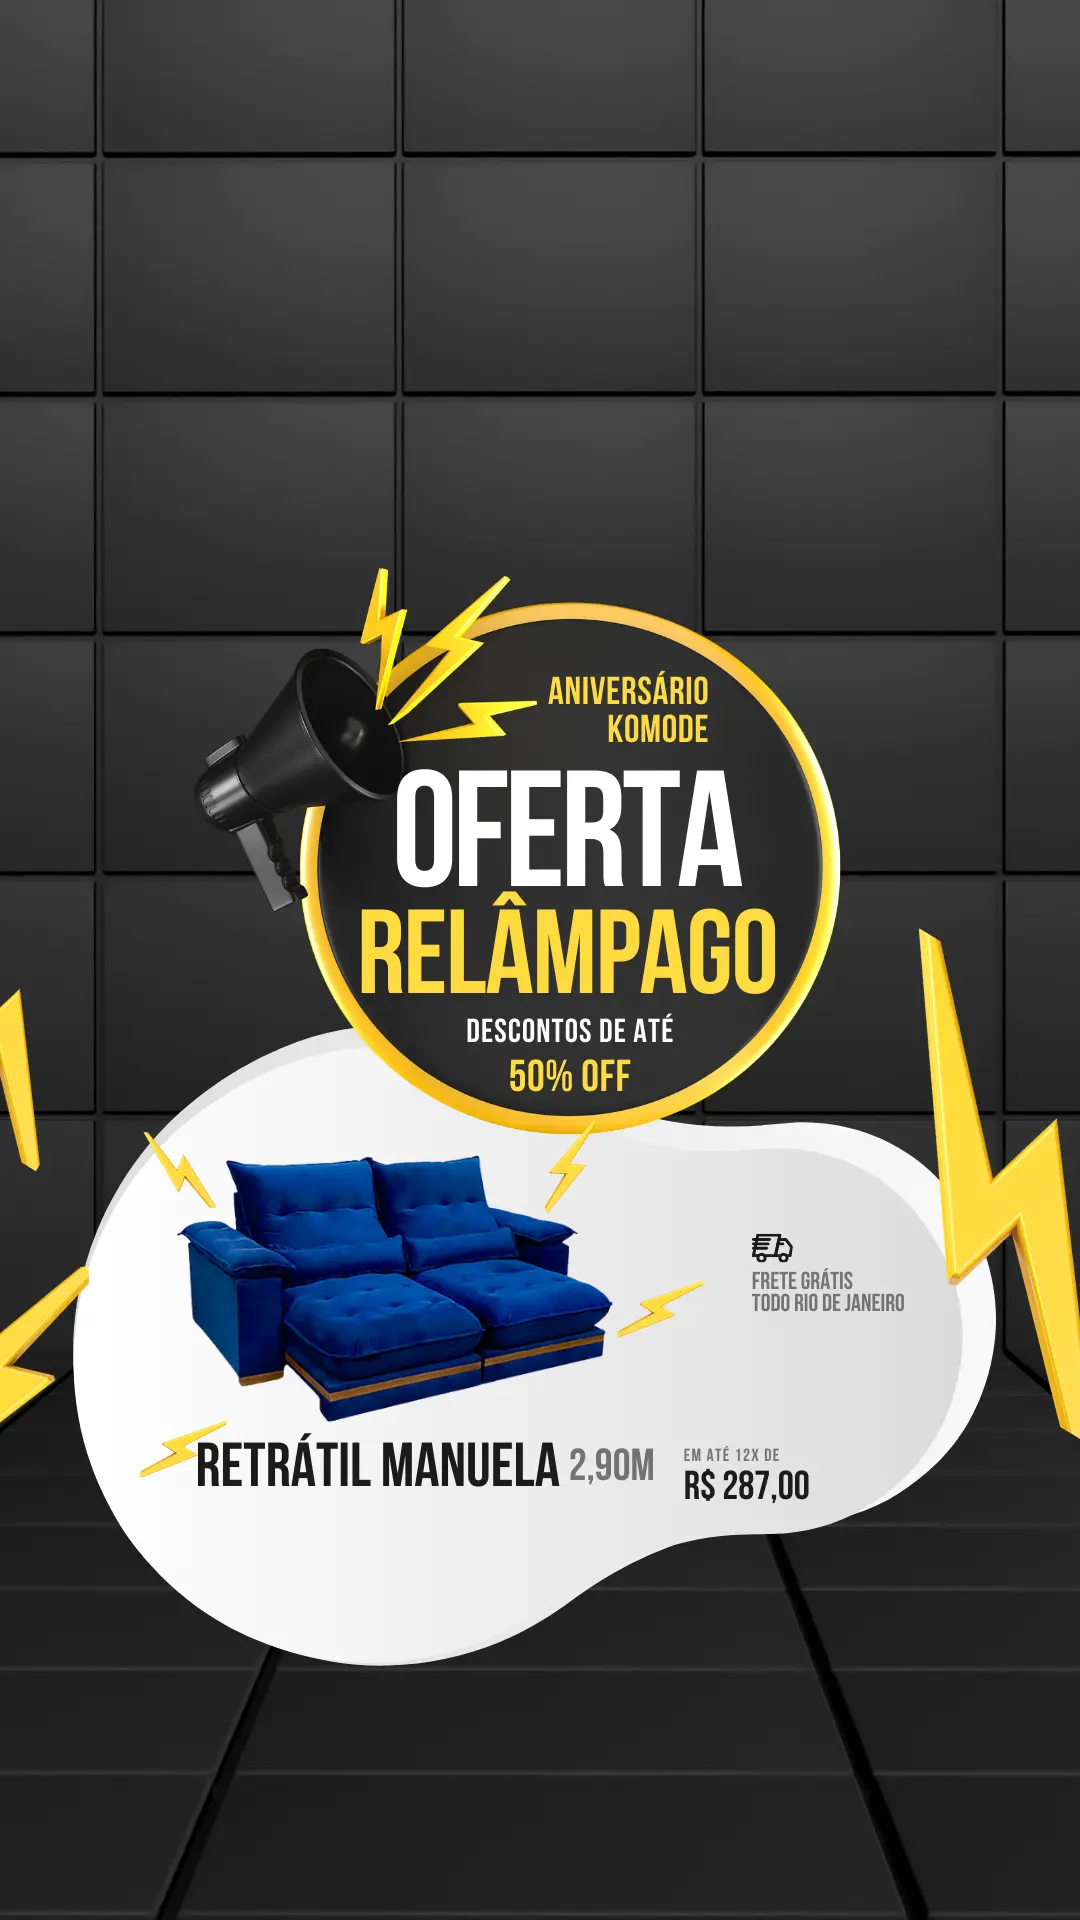 ANIVERSÁRIO
KOMODE
OFERTA
RELÂMPAGO
DESCONTOS DE ATÉ
50% OFF
FRETE GRÁTIS
TODO RIO DE JANEIRO
RETRÁTIL MANUELA 2,90M
EM ATÉ 12X DE
R$ 287,00